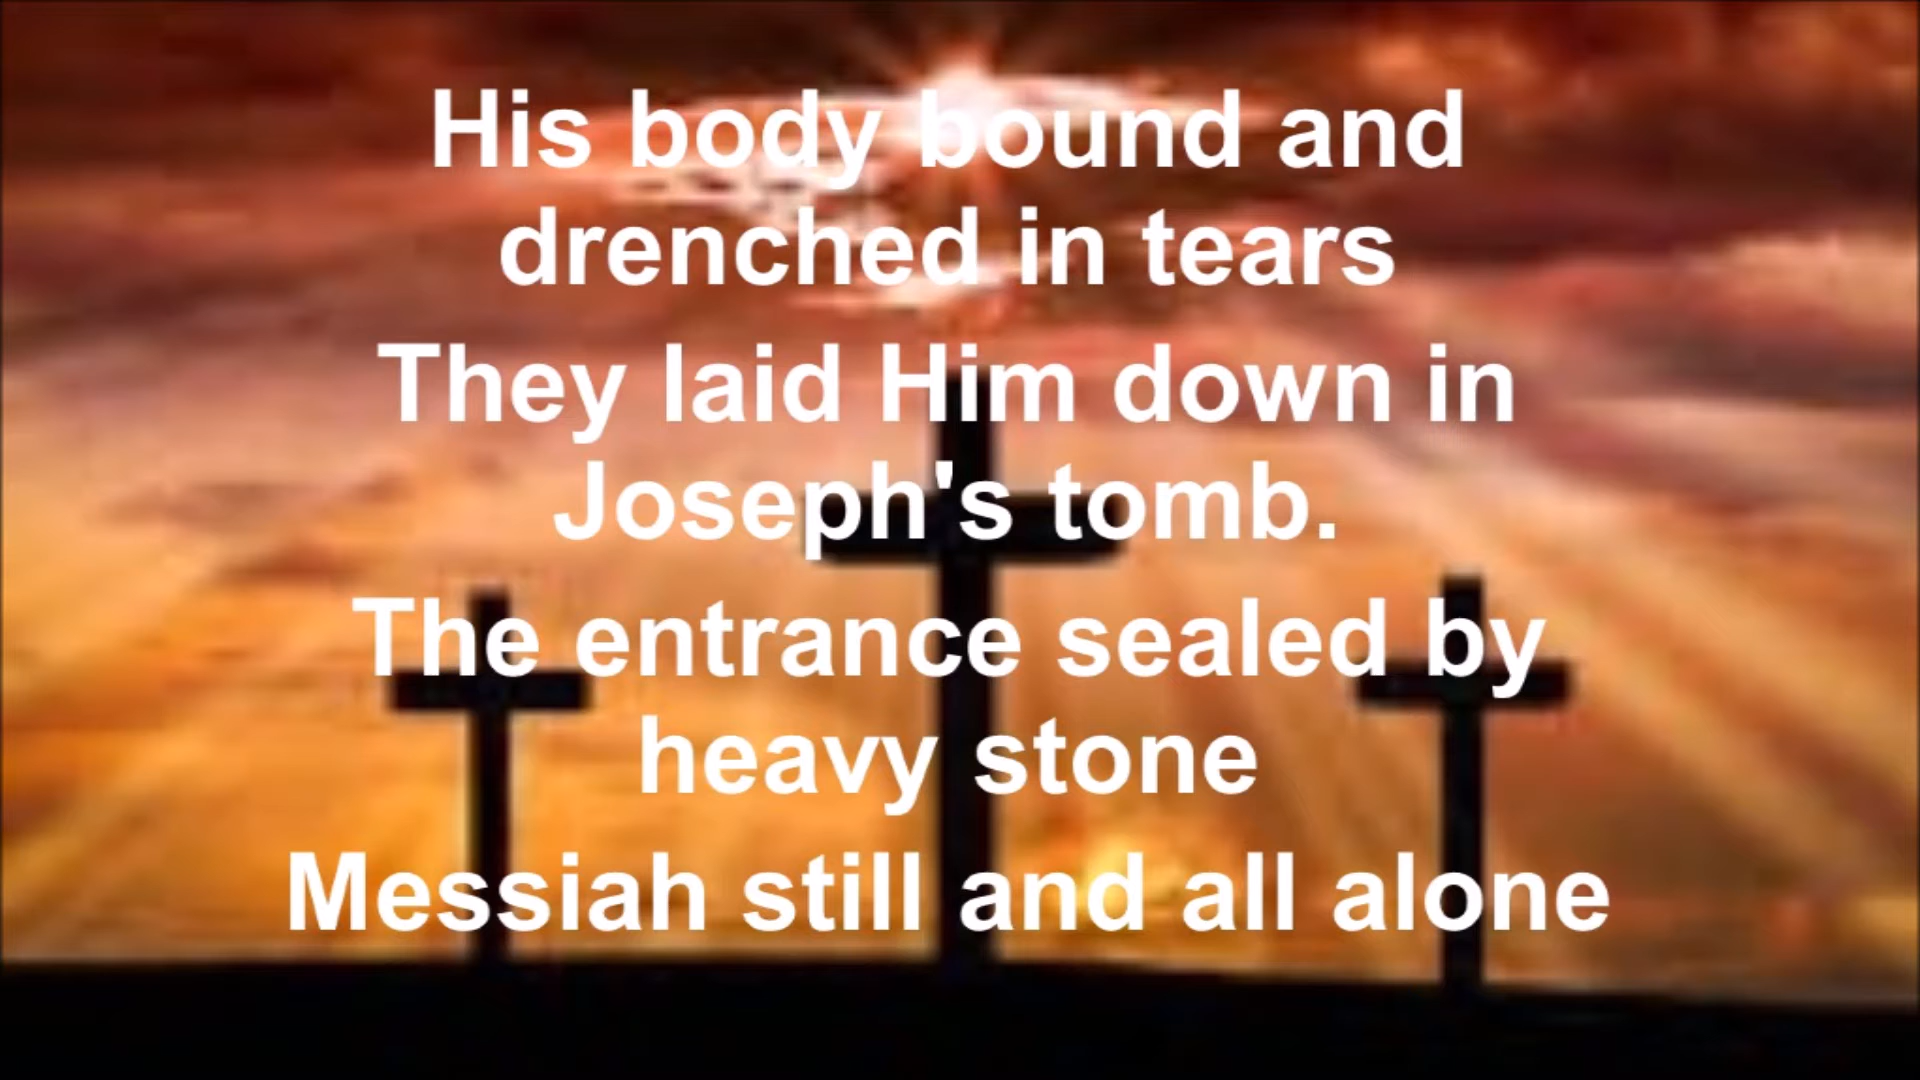 His body bound and
drenched in tears
They laid Him down in
Joseph's tomb.
The entrance sealed by
heavy stone
Messiah still and all alone